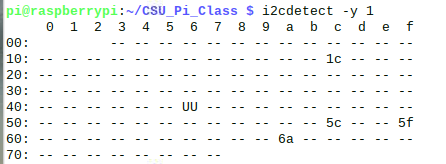 pi@raspberrypi:~/CSU_Pi_Class $ i2cdetect -y 1
     0  1  2  3  4  5  6  7  8  9  a  b  c  d  e  f
00:          -- -- -- -- -- -- -- -- -- -- -- -- --
10: -- -- -- -- -- -- -- -- -- -- -- -- 1c -- -- --
20: -- -- -- -- -- -- -- -- -- -- -- -- -- -- -- --
30: -- -- -- -- -- -- -- -- -- -- -- -- -- -- -- --
40: -- -- -- -- -- -- UU -- -- -- -- -- -- -- -- --
50: -- -- -- -- -- -- -- -- -- -- -- -- 5c -- -- 5f
60: -- -- -- -- -- -- -- -- -- -- 6a -- -- -- -- --
70: -- -- -- -- -- -- -- --